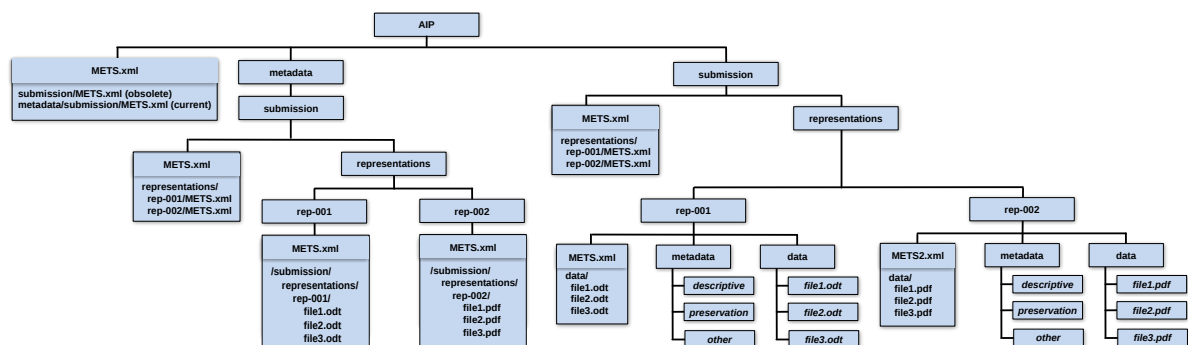 AIP
METS.xml
submission/METS.xml (obsolete)
metadata/submission/METS.xml (current)
metadata
submission
METS.xml
representations/
rep-001/METS.xml
rep-002/METS.xml
representations
rep-001
METS.xml
/submission/
representations/
rep-001/
file1.odt
file2.odt
file3.odt
rep-002
METS.xml
/submission/
representations/
rep-002/
file1.pdf
file2.pdf
file3.pdf
submission
METS.xml
representations/
rep-001/METS.xml
rep-002/METS.xml
representations
rep-001
METS.xml
data/
file1.odt
file2.odt
file3.odt
metadata
descriptive
preservation
other
data
file1.odt
file2.odt
file3.odt
rep-002
METS2.xml
data/
file1.pdf
file2.pdf
file3.pdf
metadata
descriptive
preservation
other
data
file1.pdf
file2.pdf
file3.pdf